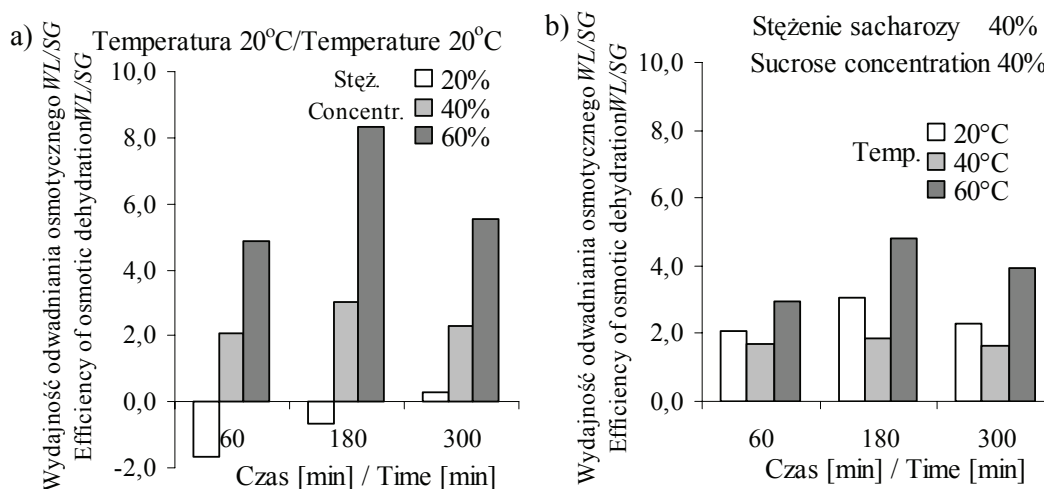 a)
Wydajność odwadniania osmotycznego WL/SG
Efficiency of osmotic dehydrationWL/SG
Temperatura 20°C/Temperature 20°C
Stęż.
Concentr.
20%
40%
60%
10,0
8,0
6,0
4,0
2,0
0,0
-2,0
60 180 300
Czas [min] / Time [min]
b)
Wydajność odwadniania osmotycznego WL/SG
Efficiency of osmotic dehydrationWL/SG
Stężenie sacharozy 40%
Sucrose concentration 40%
Temp.
20°C
40°C
60°C
10,0
8,0
6,0
4,0
2,0
0,0
60 180 300
Czas [min] / Time [min]